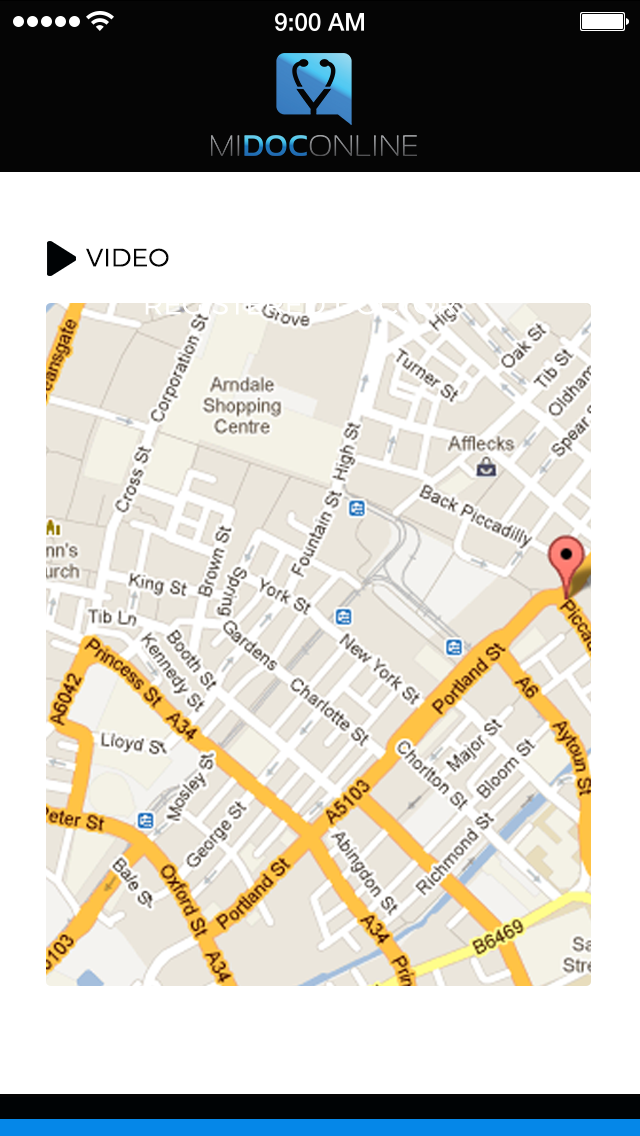 9:00 AM
MIDOCONLINE
VIDEO
Grove
High
eansgate
Corporation St
Oak St
Turner St
Tib St
Arndale
Shopping
Centre
Oldham
Spear
High St
Afflecks
Cross St
Back Piccadilly
Fountain St
Brown St
nn's
urch
King St
Spring
York St
Tib Ln
Picca
Booth St
Gardens
Kennedy St
New York St
Princess St
Portland St
A6
A6042
Charlotte St
A34
Lloyd St
Major St
Aytoun St
Chorlton St
Bloom St
Mosley St
A5103
Peter St
George St
Richmond St
Abingdon St
Bale St
Oxford St
Portland St
A34
B6469
5103
A34
Prin
Sa
Stre